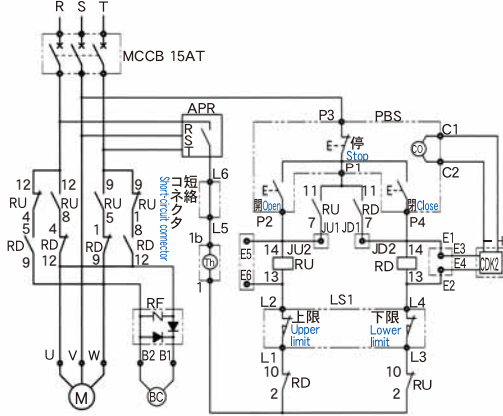 R S T
MCCB 15AT
APR
R
S
T
P3
PBS
C1
停
Stop
CO
C2
P1
L6
短絡
コネクタ
Short-circuit connector
L5
12 12 9 9
RU RU
4 8 5 1
RD RD 1 8 RD
5 4 RD
9 12 9 12
開Open
11 11
RU RD
7 7
閉Close
P2
JU1 JD1
P4
1b
Th
1
E5
E6
14 JU2
RU
13
JD2 14
RD
13
E1
E3
E4
E2
− +
CDK2
RF
B2 B1
BC
L2
LS1
L4
上限
Upper
limit
下限
Lower
limit
L1
L3
U V W
M
10
RD
2
10
RU
2